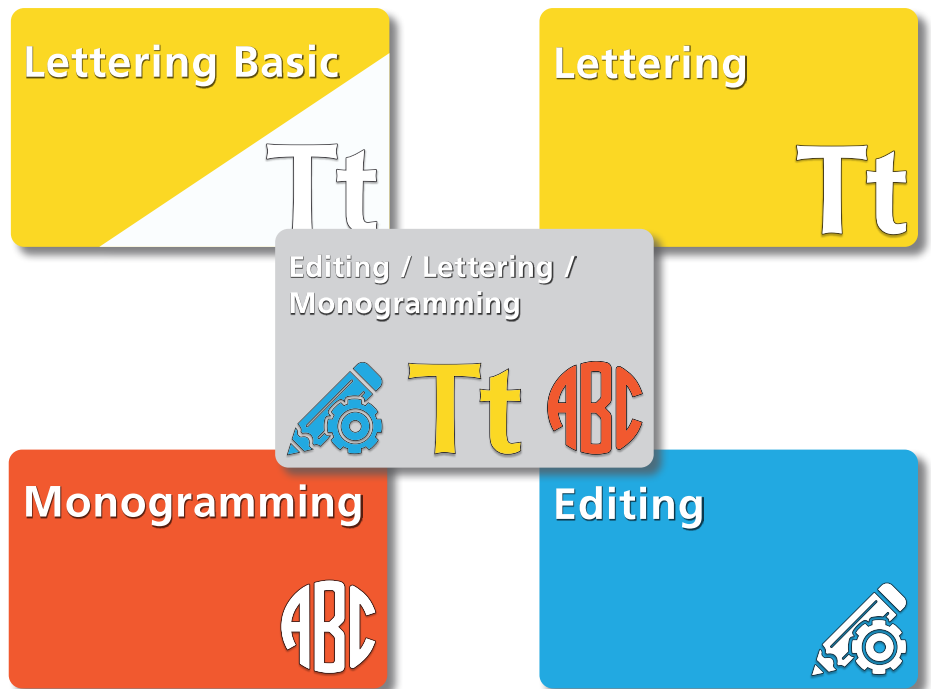 Lettering Basic
Tt
Lettering
Tt
Editing / Lettering /
Monogramming
Tt
ABC
Monogramming
ABC
Editing